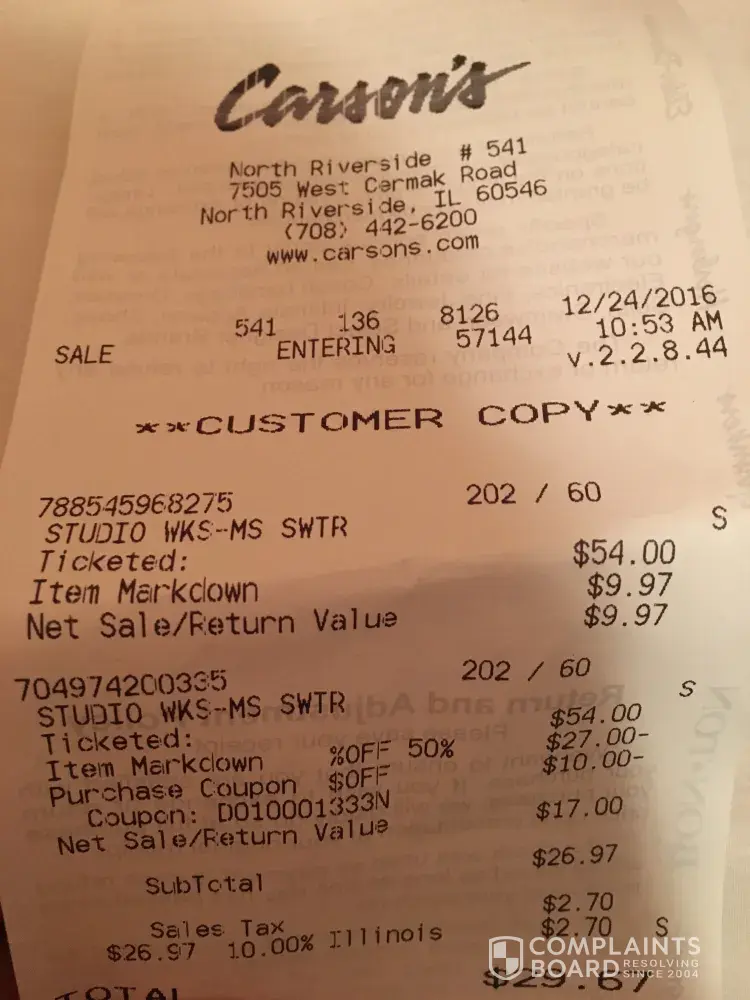 Carson's
North Riverside # 541
7505 West Cermak Road
North Riverside, IL 60546
(708) 442-6200
www.carsons.com
541 136 8126 12/24/2016
SALE ENTERING 57144 10:53 AM
v.2.2.8.44
**CUSTOMER COPY**
788545968275 202 / 60
STUDIO WKS-MS SWTR S
Ticketed: $54.00
Item Markdown $9.97
Net Sale/Return Value $9.97
704974200335 202 / 60
STUDIO WKS-MS SWTR S
Ticketed: $54.00
Item Markdown %OFF 50% $27.00-
Purchase Coupon $OFF $10.00-
Coupon: D010001333N
Net Sale/Return Value $17.00
SubTotal $26.97
Sales Tax $2.70
$26.97 10.00% Illinois $2.70 S
TOTAL $29.67
COMPLAINTS
BOARD RESOLVING
SINCE 2004